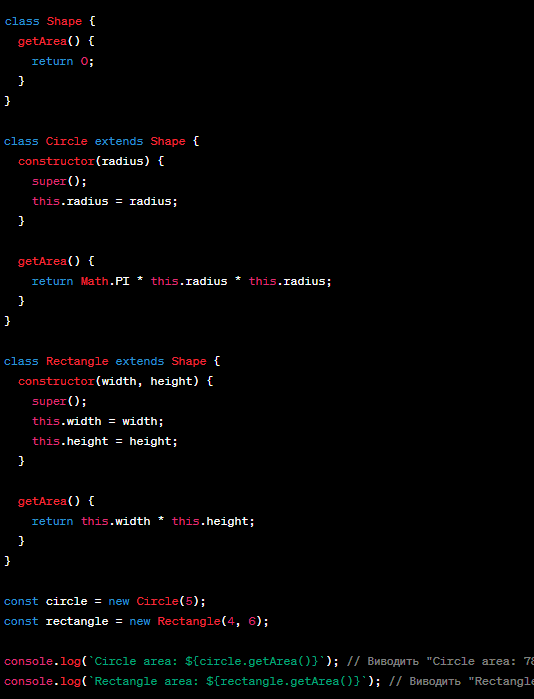 class Shape {
  getArea() {
    return 0;
  }
}

class Circle extends Shape {
  constructor(radius) {
    super();
    this.radius = radius;
  }

  getArea() {
    return Math.PI * this.radius * this.radius;
  }
}

class Rectangle extends Shape {
  constructor(width, height) {
    super();
    this.width = width;
    this.height = height;
  }

  getArea() {
    return this.width * this.height;
  }
}

const circle = new Circle(5);
const rectangle = new Rectangle(4, 6);

console.log(`Circle area: ${circle.getArea()}`); // Виводить "Circle area: 78
console.log(`Rectangle area: ${rectangle.getArea()}`); // Виводить "Rectangle